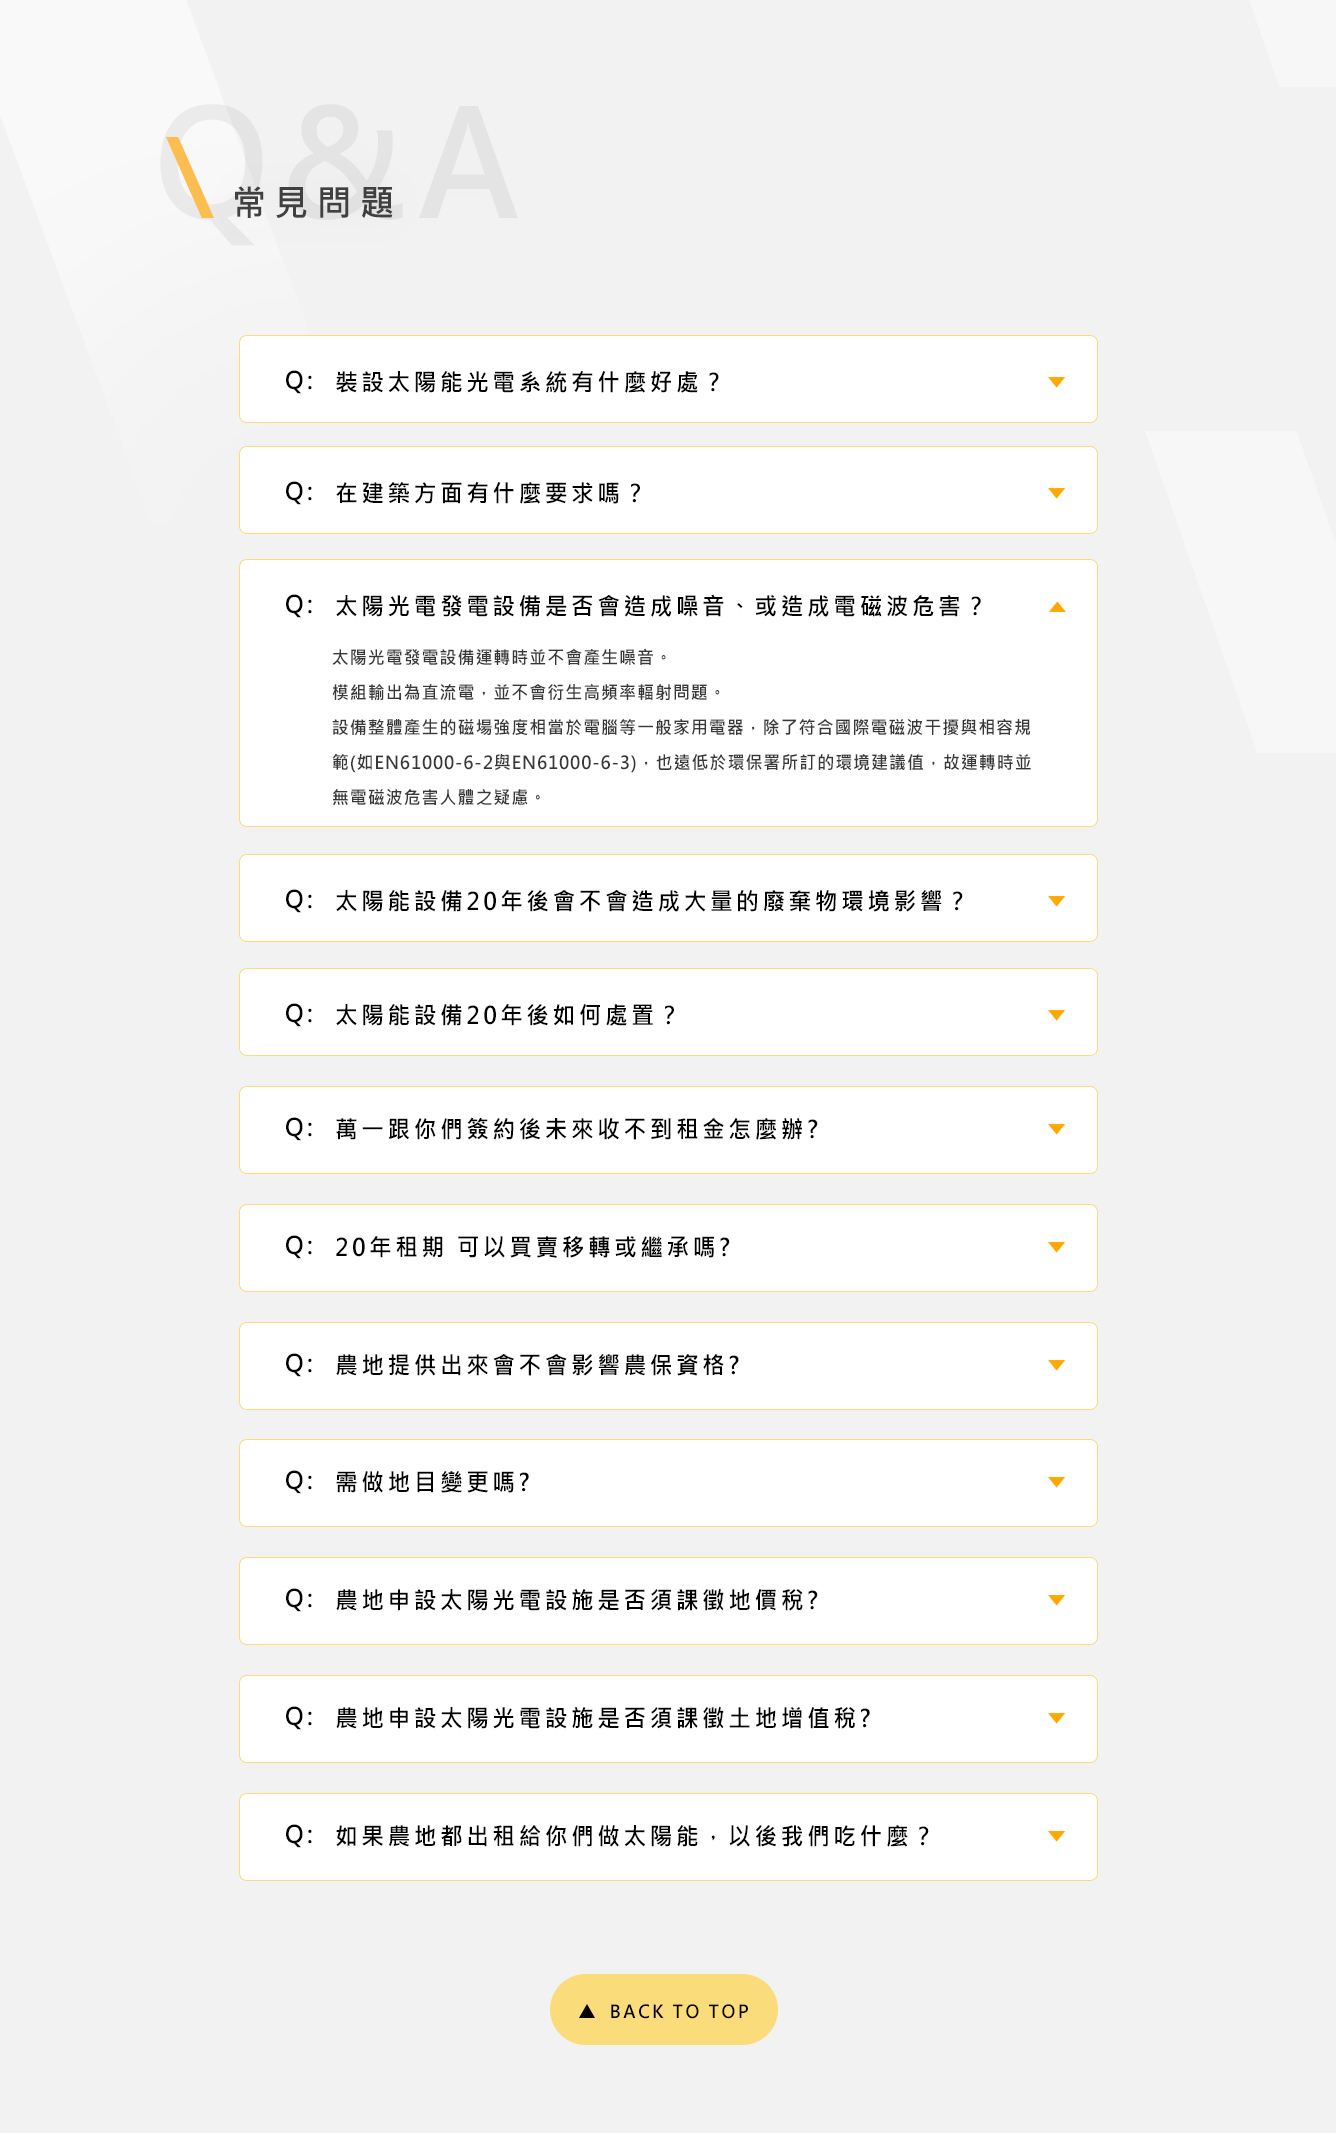 Q&A
常見問題
Q: 裝設太陽能光電系統有什麼好處？
Q: 在建築方面有什麼要求嗎？
Q: 太陽光電發電設備是否會造成噪音、或造成電磁波危害？
太陽光電發電設備運轉時並不會產生噪音。
模組輸出為直流電，並不會衍生高頻率輻射問題。
設備整體產生的磁場強度相當於電腦等一般家用電器，除了符合國際電磁波干擾與相容規
範(如EN61000-6-2與EN61000-6-3)，也遠低於環保署所訂的環境建議值，故運轉時並
無電磁波危害人體之疑慮。
Q: 太陽能設備20年後會不會造成大量的廢棄物環境影響？
Q: 太陽能設備20年後如何處置？
Q: 萬一跟你們簽約後未來收不到租金怎麼辦?
Q: 20年租期 可以買賣移轉或繼承嗎?
Q: 農地提供出來會不會影響農保資格?
Q: 需做地目變更嗎?
Q: 農地申設太陽光電設施是否須課徵地價稅?
Q: 農地申設太陽光電設施是否須課徵土地增值稅?
Q: 如果農地都出租給你們做太陽能，以後我們吃什麼？
▲ BACK TO TOP